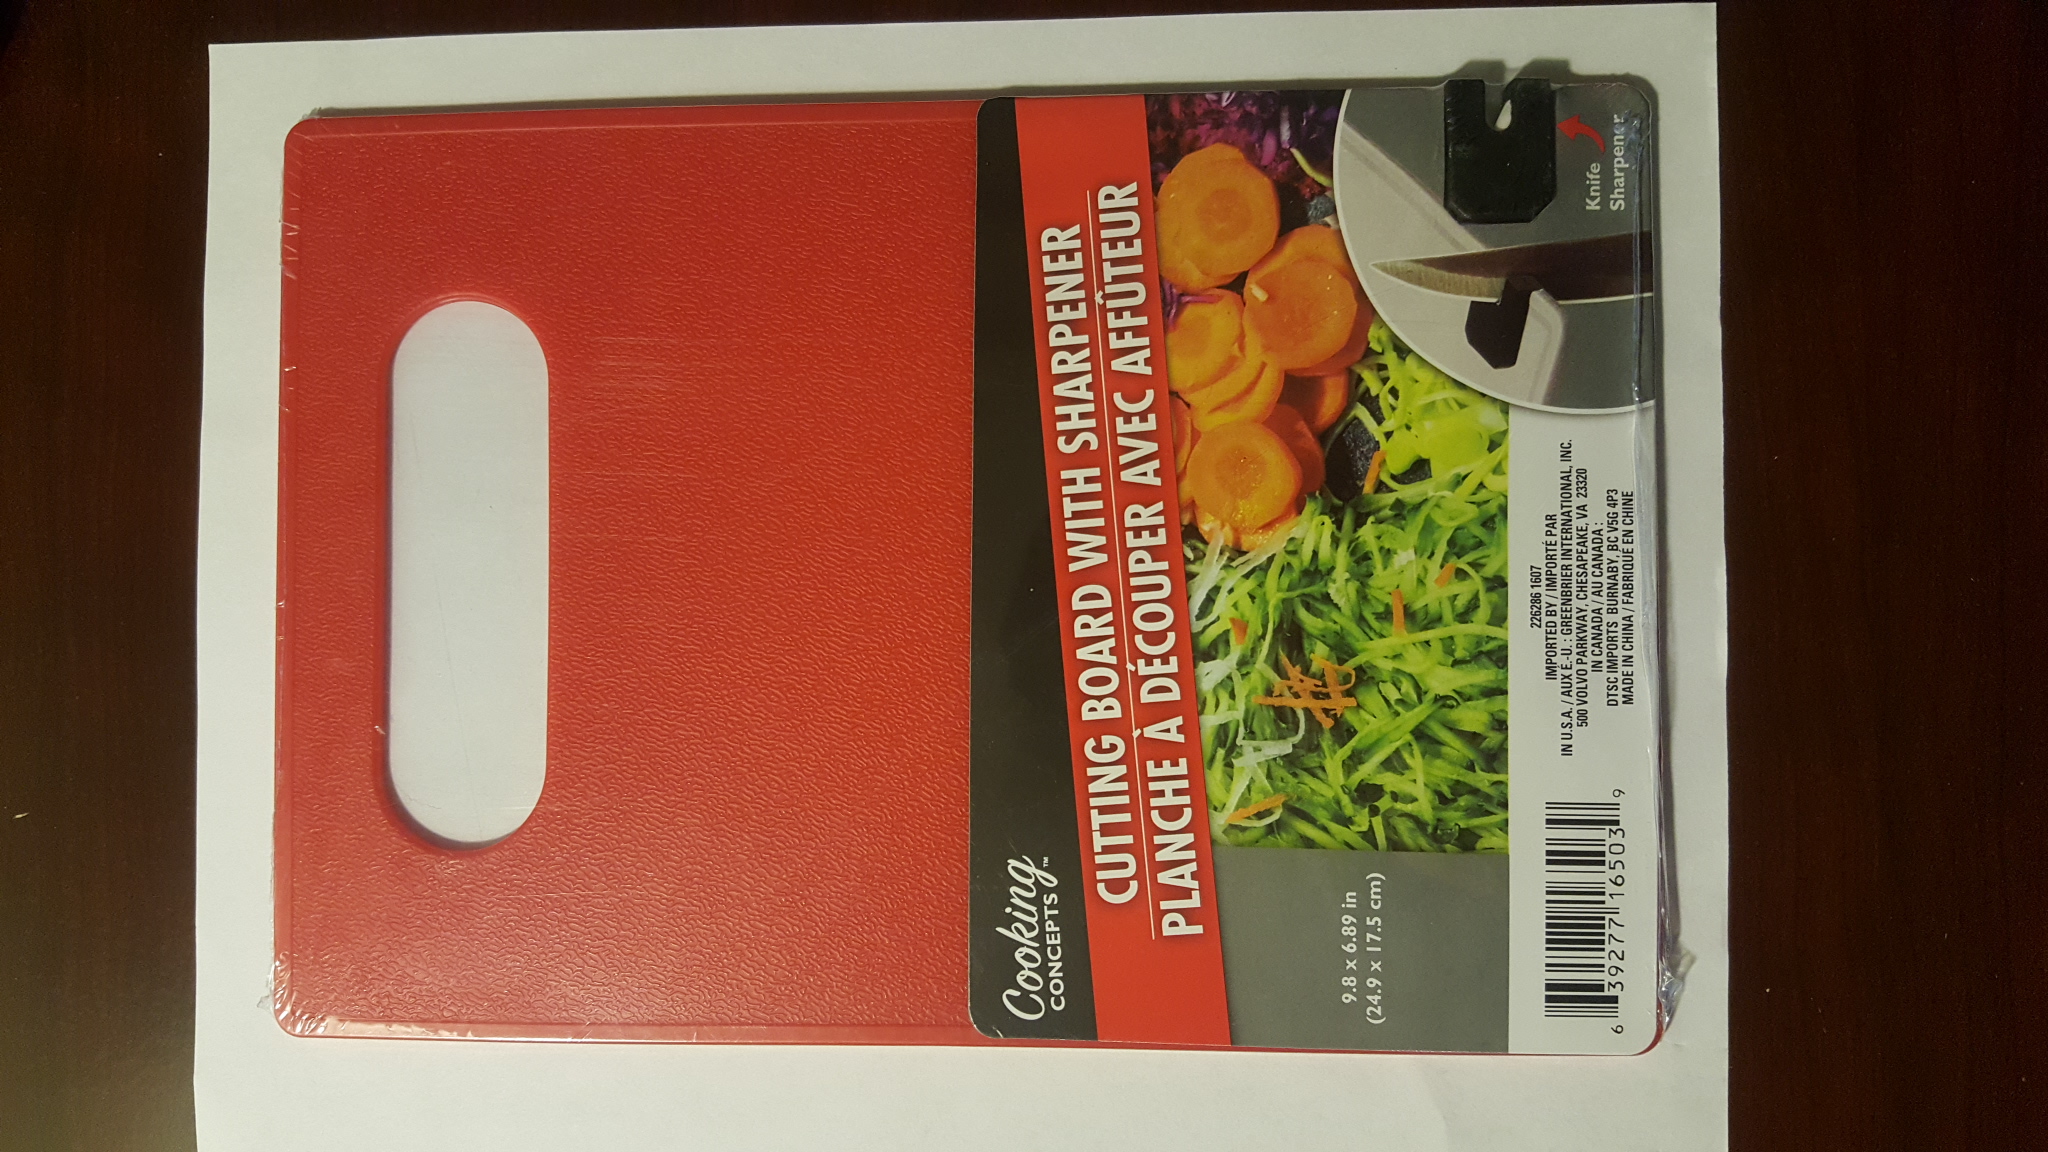 Cooking
CONCEPTS™
CUTTING BOARD WITH SHARPENER
PLANCHE À DÉCOUPER AVEC AFFÛTEUR
9.8 x 6.89 in
(24.9 x 17.5 cm)
6 39277 16503 9
226286 1607
IMPORTED BY / IMPORTÉ PAR
IN U.S.A. / AUX É.-U. : GREENBRIER INTERNATIONAL, INC.
500 VOLVO PARKWAY, CHESAPEAKE, VA 23320
IN CANADA / AU CANADA :
DTSC IMPORTS BURNABY, BC V5G 4P3
MADE IN CHINA / FABRIQUÉ EN CHINE
Knife
Sharpener